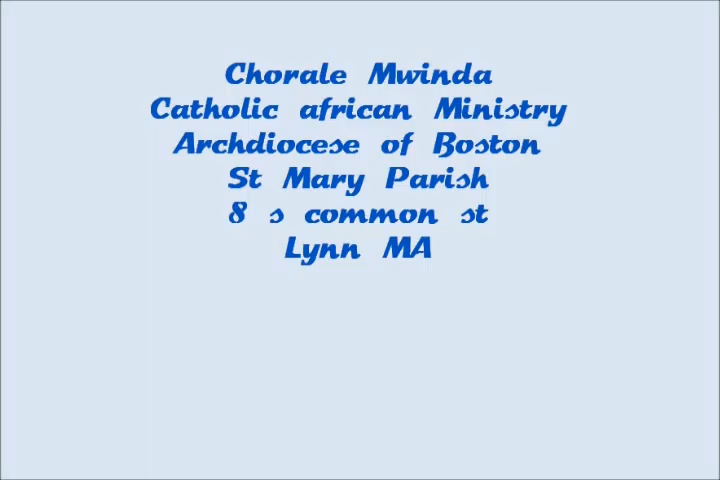 Chorale Mwinda
Catholic african Ministry
Archdiocese of Boston
St Mary Parish
8 s common st
Lynn MA